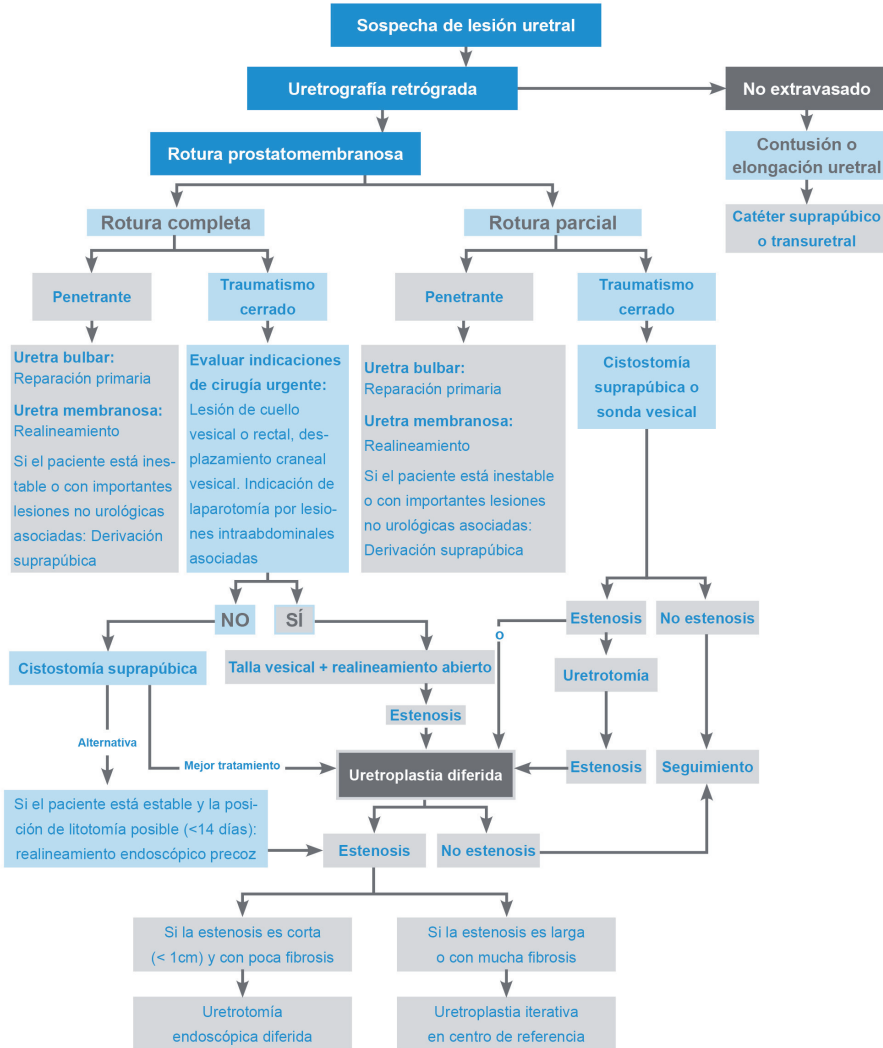 Sospecha de lesión uretral
Uretrografía retrógrada
No extravasado
Contusión o
elongación uretral
Catéter suprapúbico
o transuretral
Rotura prostatomembranosa
Rotura completa
Rotura parcial
Penetrante
Traumatismo
cerrado
Penetrante
Traumatismo
cerrado
Uretra bulbar:
Reparación primaria
Uretra membranosa:
Realineamiento
Si el paciente está ines-
table o con importantes
lesiones no urológicas
asociadas: Derivación
suprapúbica
Evaluar indicaciones
de cirugía urgente:
Lesión de cuello
vesical o rectal, des-
plazamiento craneal
vesical. Indicación de
laparotomía por lesio-
nes intraabdominales
asociadas
Uretra bulbar:
Reparación primaria
Uretra membranosa:
Realineamiento
Si el paciente está inestable
o con importantes lesiones
no urológicas asociadas:
Derivación suprapúbica
Cistostomía
suprapúbica o
sonda vesical
NO
SÍ
o
Estenosis
No estenosis
Cistostomía suprapúbica
Talla vesical + realineamiento abierto
Uretrotomía
Estenosis
Alternativa
Mejor tratamiento
Uretroplastia diferida
Estenosis
Seguimiento
Si el paciente está estable y la posi-
ción de litotomía posible (<14 días):
realineamiento endoscópico precoz
Estenosis
No estenosis
Si la estenosis es corta
(< 1cm) y con poca fibrosis
Si la estenosis es larga
o con mucha fibrosis
Uretrotomía
endoscópica diferida
Uretroplastia iterativa
en centro de referencia